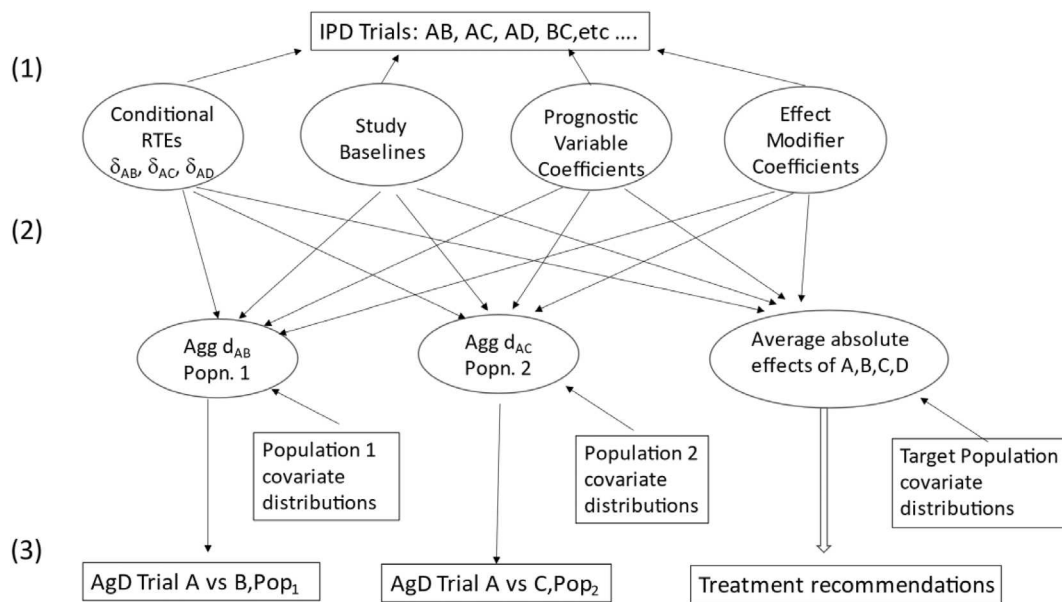 IPD Trials: AB, AC, AD, BC,etc ....
(1)
Conditional
RTEs
δAB, δAC, δAD
Study
Baselines
Prognostic
Variable
Coefficients
Effect
Modifier
Coefficients
(2)
Agg dAB
Popn. 1
Agg dAC
Popn. 2
Average absolute
effects of A,B,C,D
Population 1
covariate
distributions
Population 2
covariate
distributions
Target Population
covariate
distributions
(3)
AgD Trial A vs B,Pop1
AgD Trial A vs C,Pop2
Treatment recommendations